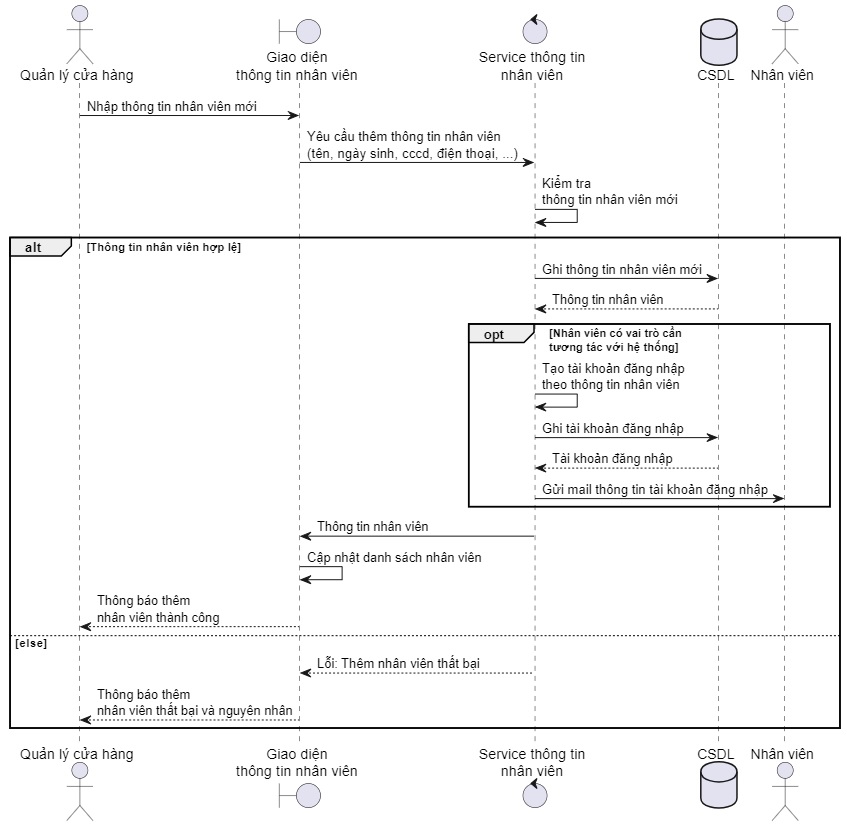 Quản lý cửa hàng
Giao diện
thông tin nhân viên
Service thông tin
nhân viên
CSDL
Nhân viên
Nhập thông tin nhân viên mới
Yêu cầu thêm thông tin nhân viên
(tên, ngày sinh, cccd, điện thoại, ...)
Kiểm tra
thông tin nhân viên mới
alt
[Thông tin nhân viên hợp lệ]
Ghi thông tin nhân viên mới
Thông tin nhân viên
opt
[Nhân viên có vai trò cần
tương tác với hệ thống]
Tạo tài khoản đăng nhập
theo thông tin nhân viên
Ghi tài khoản đăng nhập
Tài khoản đăng nhập
Gửi mail thông tin tài khoản đăng nhập
Thông tin nhân viên
Cập nhật danh sách nhân viên
Thông báo thêm
nhân viên thành công
[else]
Lỗi: Thêm nhân viên thất bại
Thông báo thêm
nhân viên thất bại và nguyên nhân
Quản lý cửa hàng
Giao diện
thông tin nhân viên
Service thông tin
nhân viên
CSDL
Nhân viên